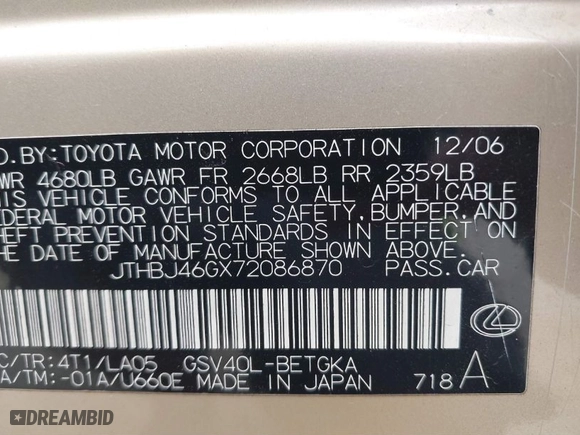 D. BY: TOYOTA MOTOR CORPORATION 12/06
WR 4680LB GAWR FR 2668LB RR 2359LB
IS VEHICLE CONFORMS TO ALL APPLICABLE
EDERAL MOTOR VEHICLE SAFETY, BUMPER, AND
HEFT PREVENTION STANDARDS IN EFFECT ON
THE DATE OF MANUFACTURE SHOWN ABOVE.
JTHBJ46GX72086870 PASS. CAR
C/TR: 4T1/LA05 GSV40L-BETGKA
A/TM: -01A/U660E MADE IN JAPAN 718 A
DREAMBID